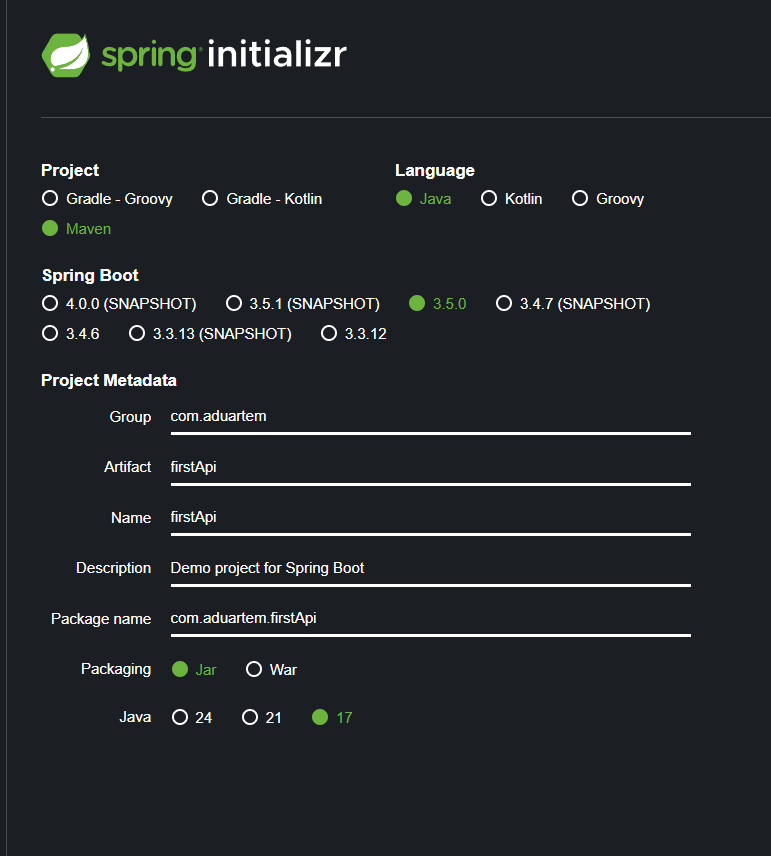 spring initializr
Project
Language
Gradle - Groovy Gradle - Kotlin
Java Kotlin Groovy
Maven
Spring Boot
4.0.0 (SNAPSHOT) 3.5.1 (SNAPSHOT) 3.5.0 3.4.7 (SNAPSHOT)
3.4.6 3.3.13 (SNAPSHOT) 3.3.12
Project Metadata
Group com.aduartem
Artifact firstApi
Name firstApi
Description Demo project for Spring Boot
Package name com.aduartem.firstApi
Packaging Jar War
Java 24 21 17